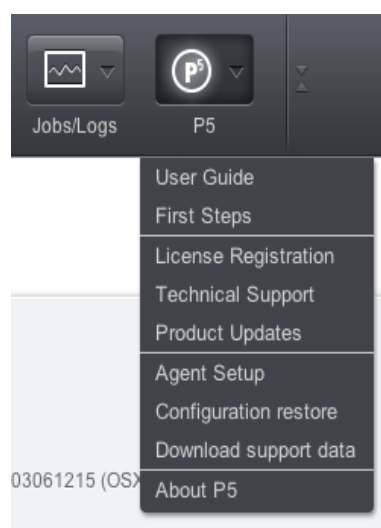 P5
Jobs/Logs
P5
User Guide
First Steps
License Registration
Technical Support
Product Updates
Agent Setup
Configuration restore
Download support data
03061215 (OSX
About P5